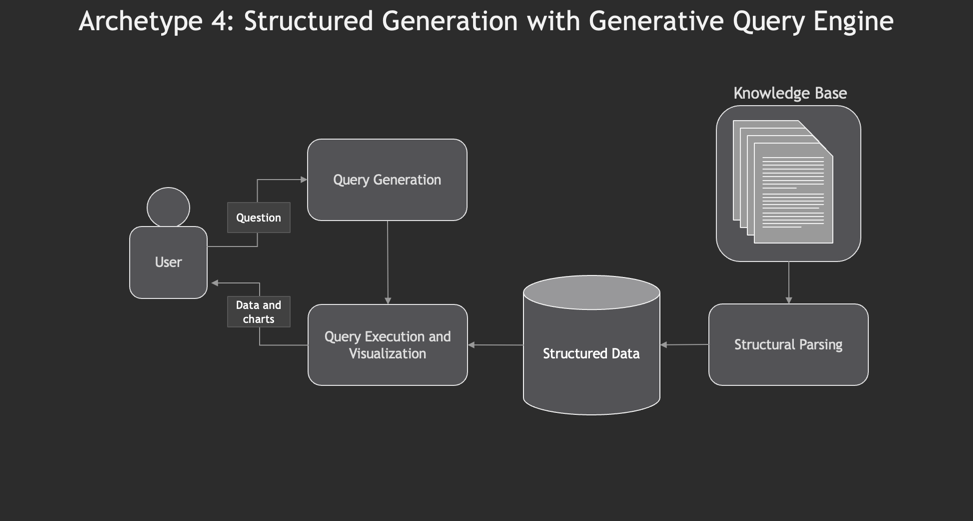 Archetype 4: Structured Generation with Generative Query Engine
Knowledge Base
Query Generation
Question
User
Data and
charts
Query Execution and
Visualization
Structured Data
Structural Parsing